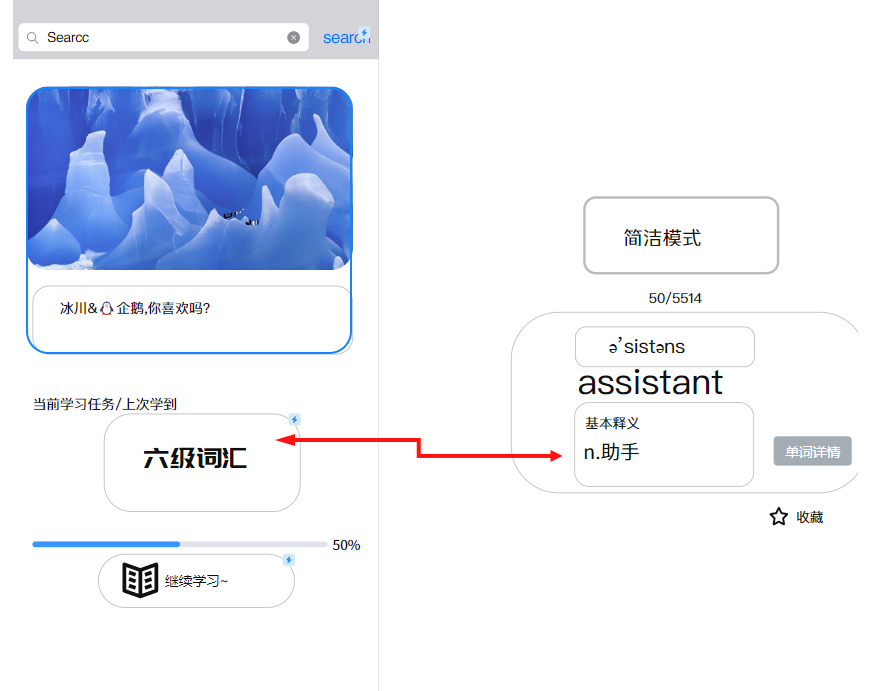 Searcc
search
冰川&🐧企鹅,你喜欢吗?
当前学习任务/上次学到
六级词汇
50%
继续学习~
简洁模式
50/5514
ə'sistəns
assistant
基本释义
n.助手
单词详情
收藏